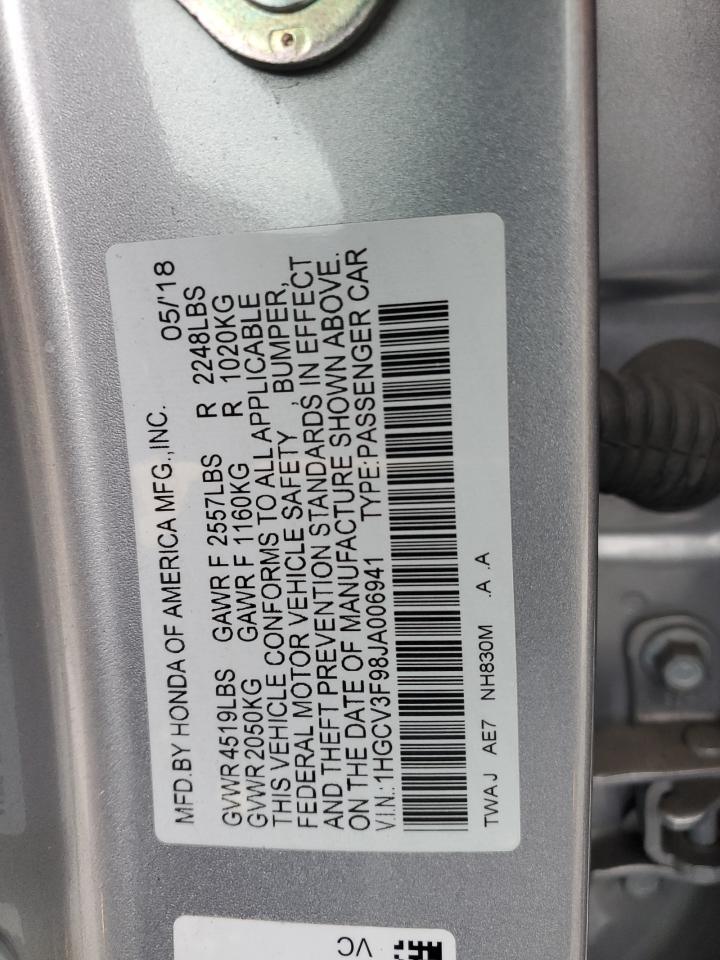 MFD.BY HONDA OF AMERICA MFG.,INC. 05/'18
GVWR 4519LBS GAWR F 2557LBS R 2248LBS
GVWR 2050KG GAWR F 1160KG R 1020KG
THIS VEHICLE CONFORMS TO ALL APPLICABLE
FEDERAL MOTOR VEHICLE SAFETY , BUMPER,
AND THEFT PREVENTION STANDARDS IN EFFECT
ON THE DATE OF MANUFACTURE SHOWN ABOVE.
V.I.N.:1HGCV3F98JA006941 TYPE:PASSENGER CAR
TWAJ AE7 NH830M .A .A
VC